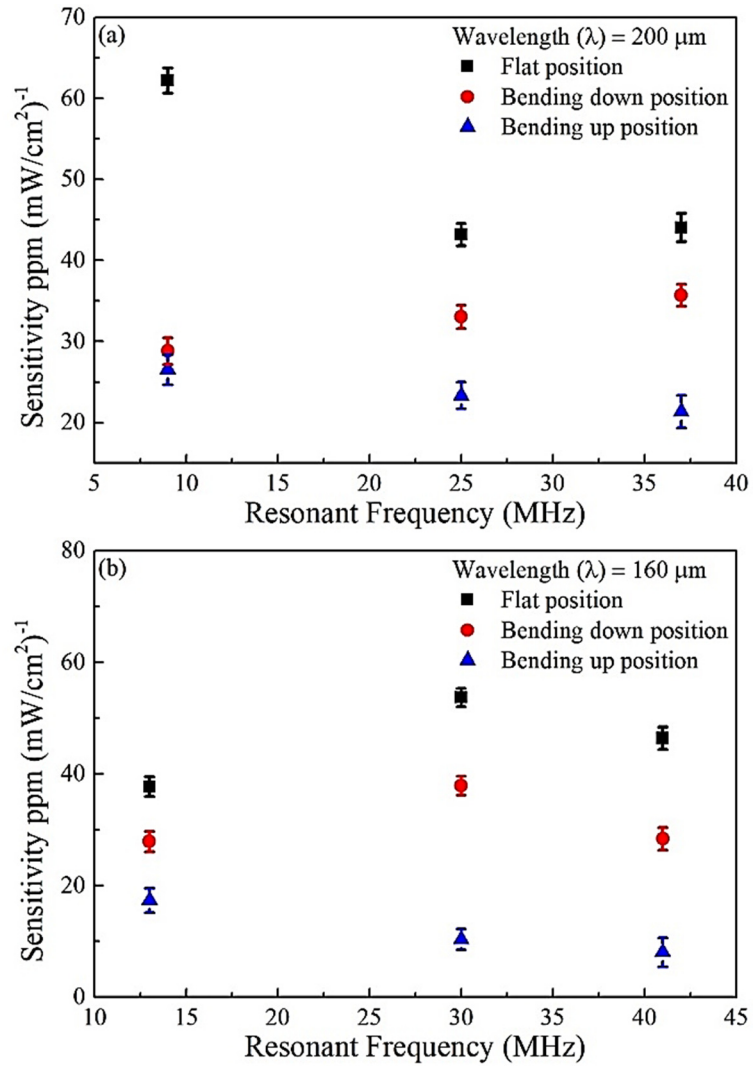 (a)
Wavelength (λ) = 200 μm
Flat position
Bending down position
Bending up position
Sensitivity ppm (mW/cm²)⁻¹
70
60
50
40
30
20
5 10 15 20 25 30 35 40
Resonant Frequency (MHz)
(b)
Wavelength (λ) = 160 μm
Flat position
Bending down position
Bending up position
Sensitivity ppm (mW/cm²)⁻¹
80
60
40
20
0
10 15 20 25 30 35 40 45
Resonant Frequency (MHz)